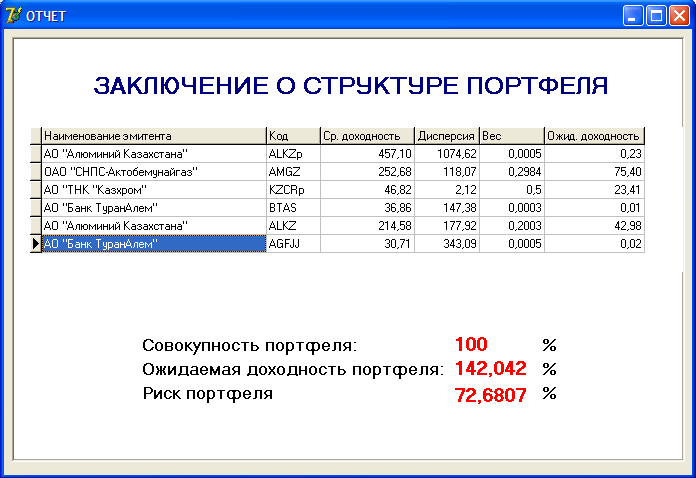 ОТЧЕТ
ЗАКЛЮЧЕНИЕ О СТРУКТУРЕ ПОРТФЕЛЯ
Наименование эмитента Код Ср. доходность Дисперсия Вес Ожид. доходность
АО "Алюминий Казахстана" ALKZp 457,10 1074,62 0,0005 0,23
ОАО "СНПС-Актобемунайгаз" AMGZ 252,68 118,07 0,2984 75,40
АО "ТНК "Казхром" KZCRp 46,82 2,12 0,5 23,41
АО "Банк ТуранАлем" BTAS 36,86 147,38 0,0003 0,01
АО "Алюминий Казахстана" ALKZ 214,58 177,92 0,2003 42,98
АО "Банк ТуранАлем" AGFJJ 30,71 343,09 0,0005 0,02
Совокупность портфеля: 100 %
Ожидаемая доходность портфеля: 142,042 %
Риск портфеля 72,6807 %